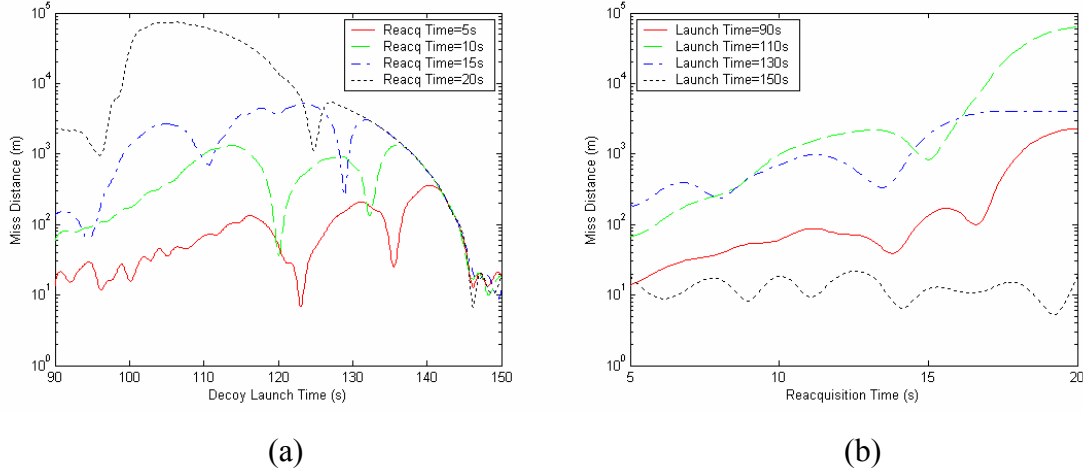 10^5
10^4
10^3
10^2
10^1
10^0
Miss Distance (m)
Reacq Time=5s
Reacq Time=10s
Reacq Time=15s
Reacq Time=20s
90 100 110 120 130 140 150
Decoy Launch Time (s)
(a)
10^5
10^4
10^3
10^2
10^1
10^0
Miss Distance (m)
Launch Time=90s
Launch Time=110s
Launch Time=130s
Launch Time=150s
5 10 15 20
Reacquisition Time (s)
(b)